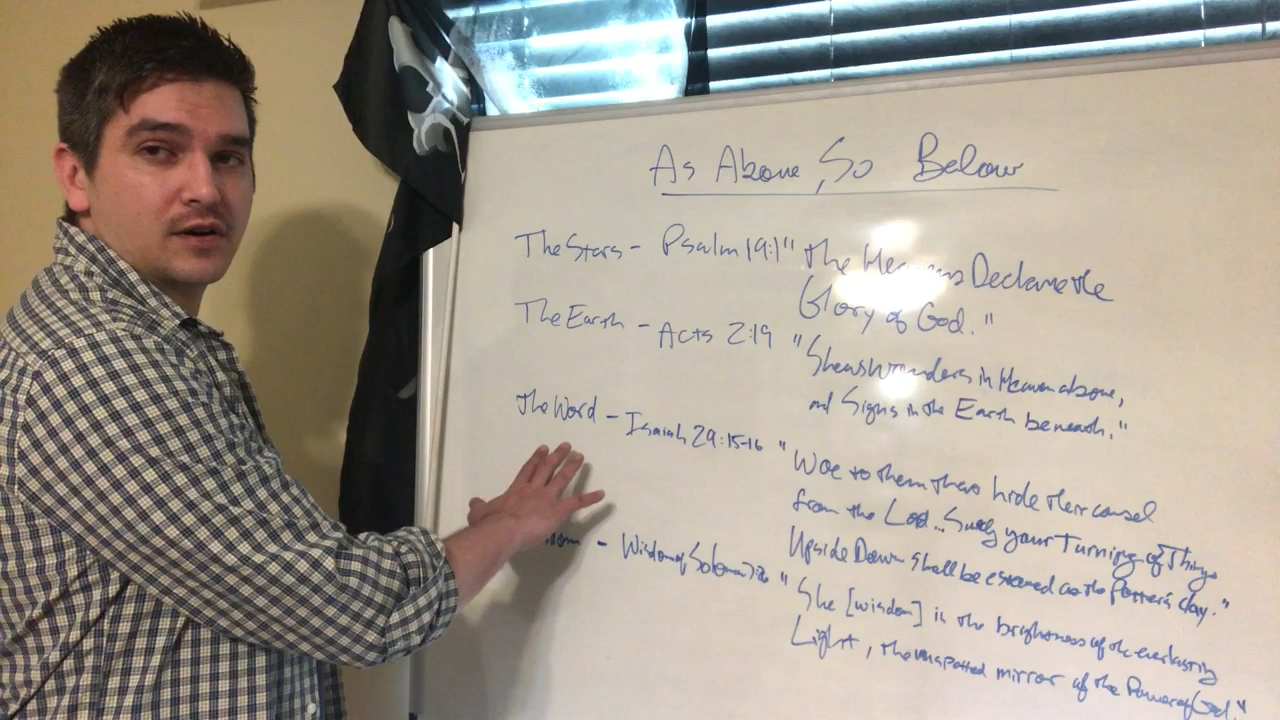 As Above, So Below
The Stars - Psalm 19:1 "The Heavens Declare the
Glory of God."
The Earth - Acts 2:19 "Shews Wonders in Heaven above,
and Signs in the Earth beneath."
The Word - Isaiah 29:15-16 "Woe to them that hide their counsel
from the Lord... Surely your Turning of Things
Upside Down shall be esteemed as the Potter's clay."
- Wisdom of Solomon 7:26 "She [wisdom] is the brightness of the everlasting
Light, the unspotted mirror of the Power of God."